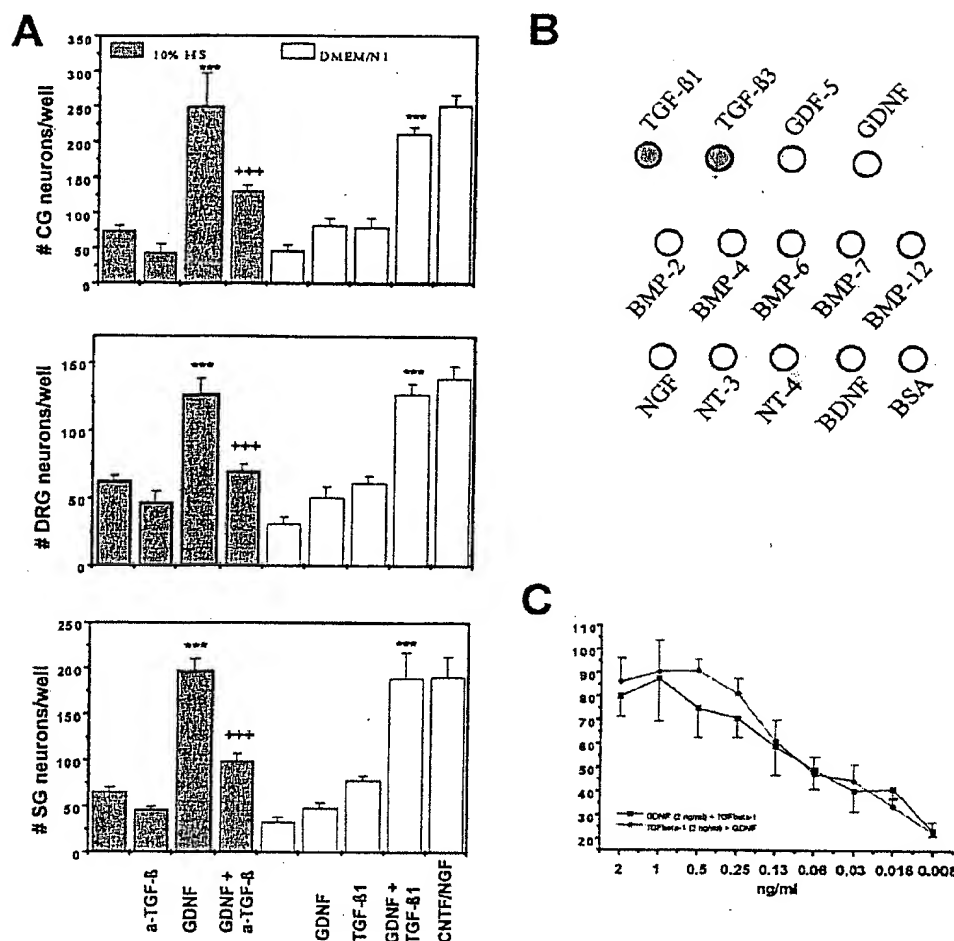 A
10% HS
DMEM/N1
# CG neurons/well
350
300
250
200
150
100
50
0
***
+++
***
# DRG neurons/well
150
100
50
0
***
+++
***
# SG neurons/well
250
200
150
100
50
0
***
+++
***
a-TGF-ß
GDNF
GDNF +
a-TGF-ß
GDNF
TGF-ß1
GDNF +
TGF-ß1
CNTF/NGF
B
TGF-ß1
TGF-ß3
GDF-5
GDNF
BMP-2
BMP-4
BMP-6
BMP-7
BMP-12
NGF
NT-3
NT-4
BDNF
BSA
C
110
100
90
80
70
60
50
40
30
20
GDNF (2 ng/ml) + TGFbeta-1
TGFbeta-1 (2 ng/ml) + GDNF
2 1 0.5 0.25 0.13 0.06 0.03 0.016 0.008
ng/ml